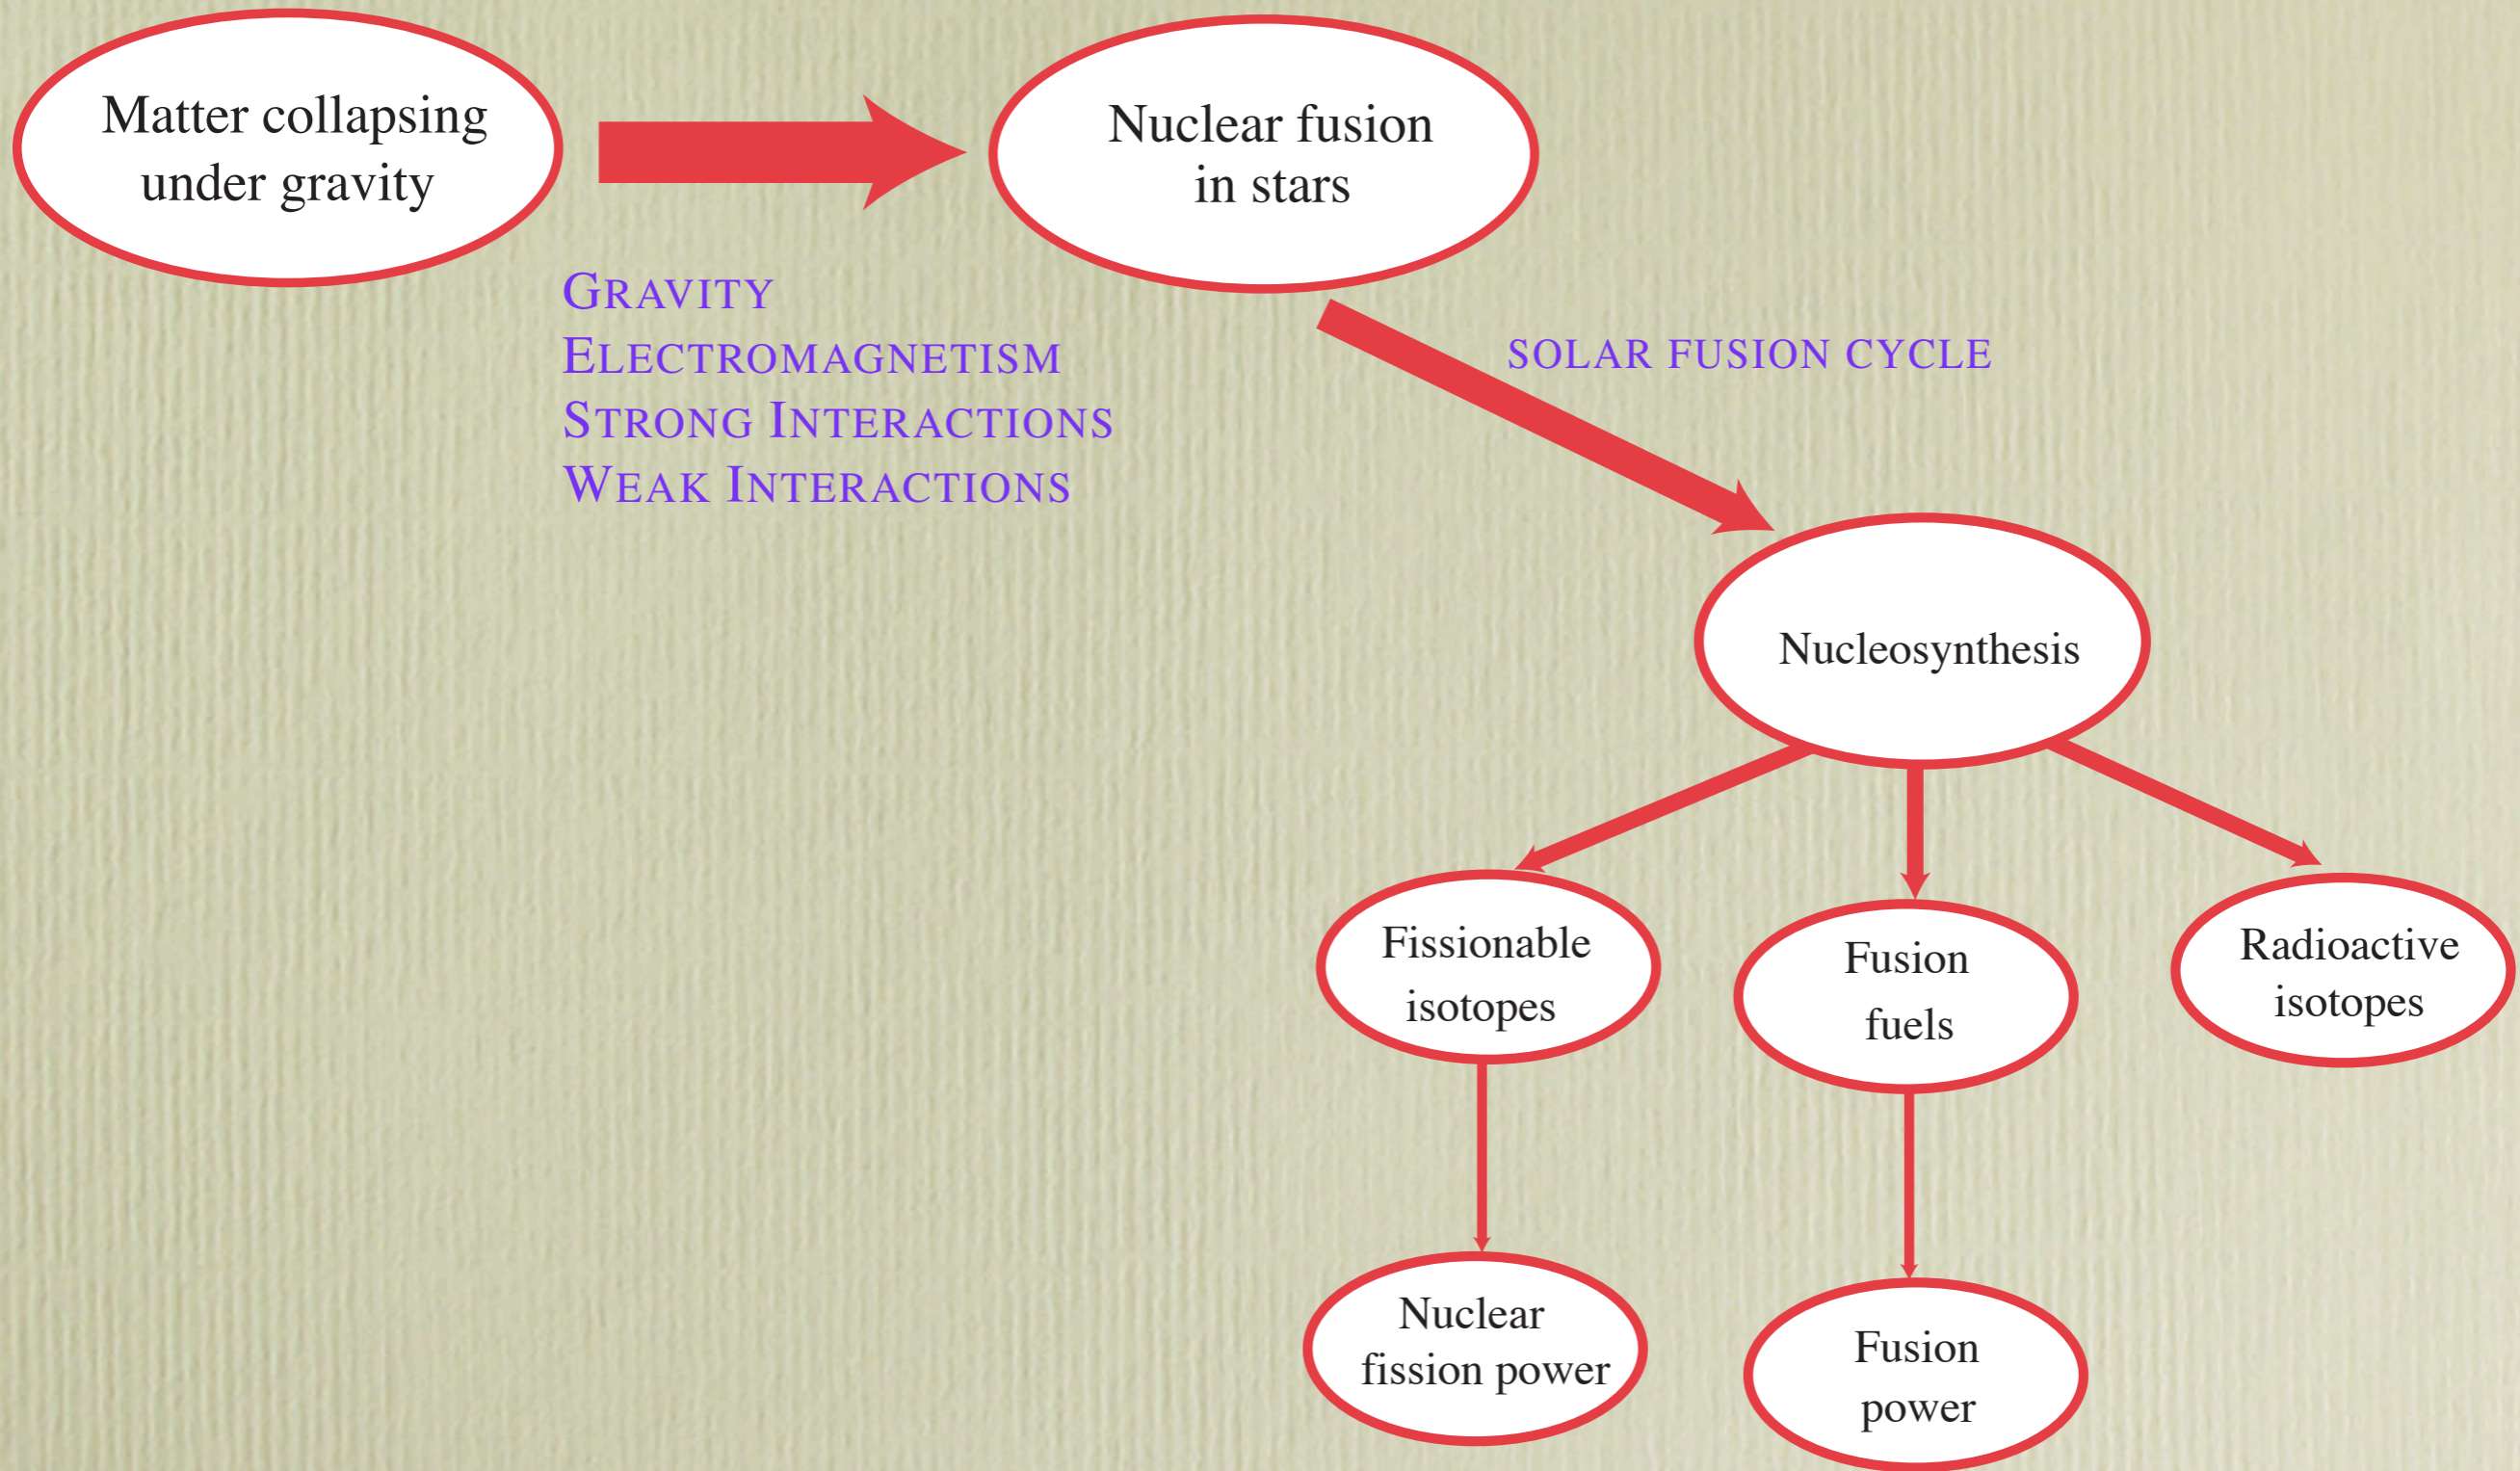 Matter collapsing
under gravity
Nuclear fusion
in stars
GRAVITY
ELECTROMAGNETISM
STRONG INTERACTIONS
WEAK INTERACTIONS
SOLAR FUSION CYCLE
Nucleosynthesis
Fissionable
isotopes
Fusion
fuels
Radioactive
isotopes
Nuclear
fission power
Fusion
power